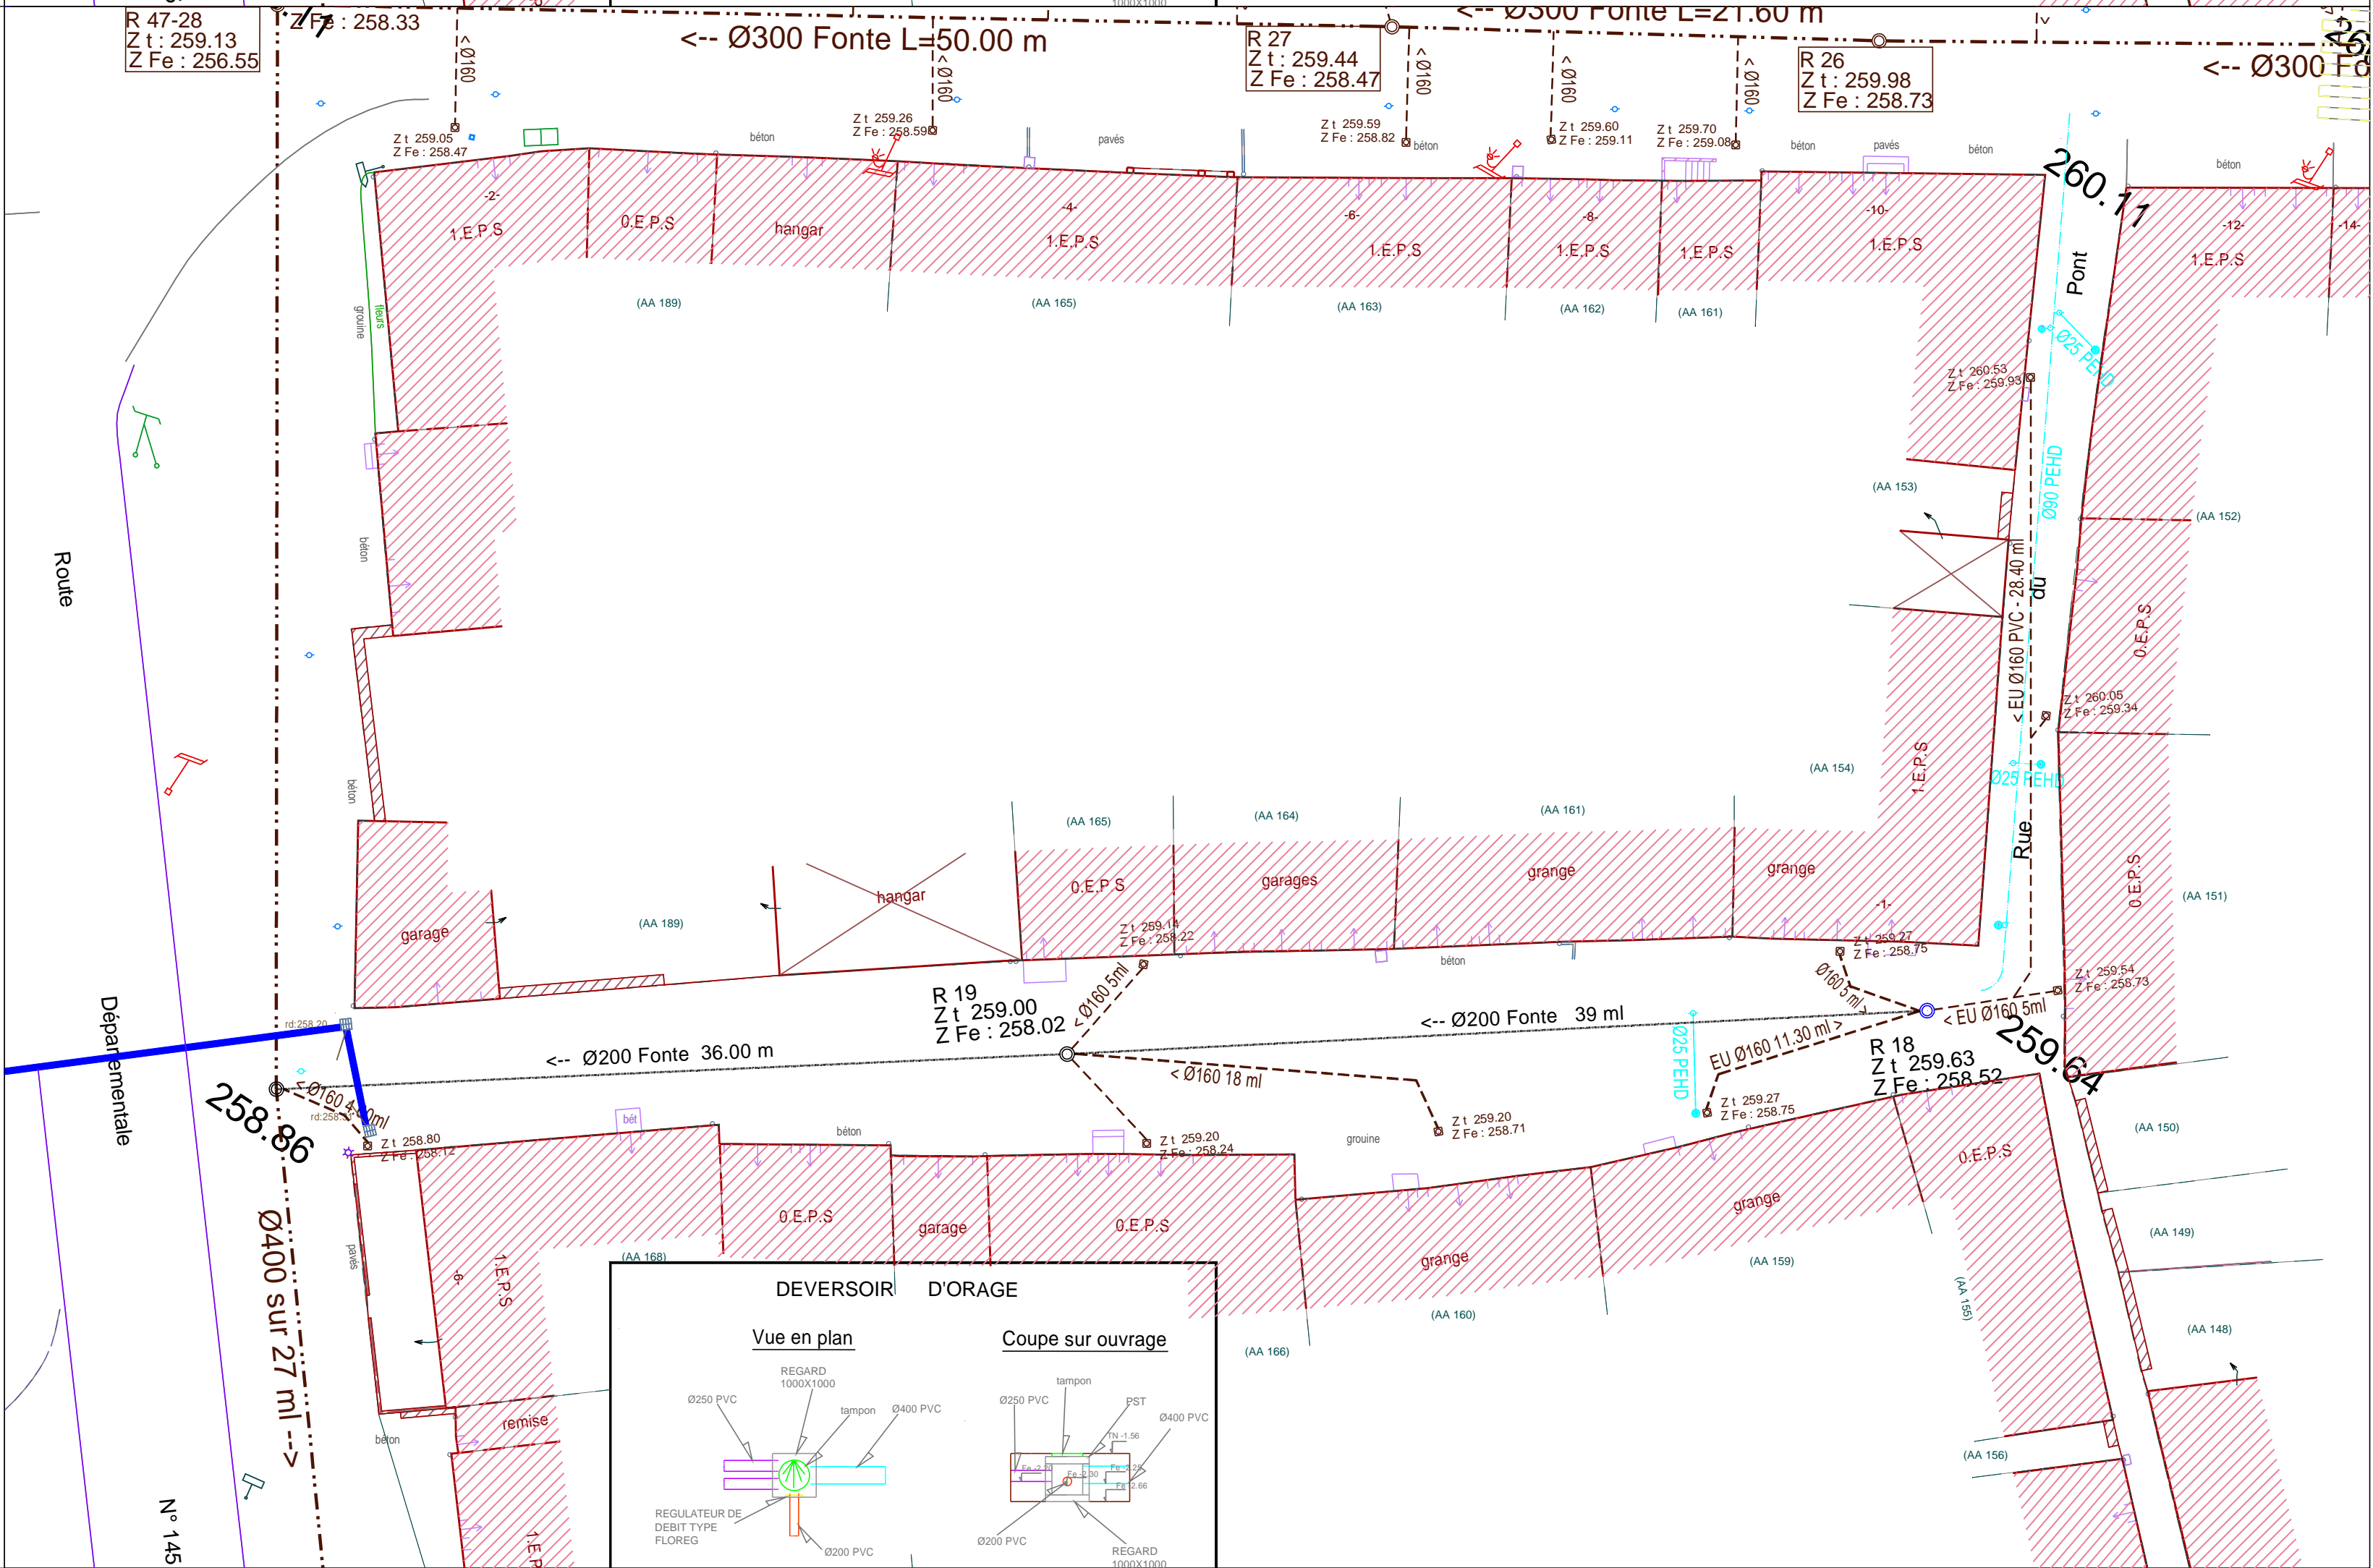 R 47-28
Z t : 259.13
Z Fe : 256.55
Z Fe : 258.33
<-- Ø300 Fonte L=50.00 m
<-- Ø300 Fonte L=21.60 m
R 27
Z t : 259.44
Z Fe : 258.47
R 26
Z t : 259.98
Z Fe : 258.73
<-- Ø300 Fo
< Ø160
< Ø160
< Ø160
< Ø160
< Ø160
Z t 259.05
Z Fe : 258.47
Z t 259.26
Z Fe : 258.59
Z t 259.59
Z Fe : 258.82
Z t 259.60
Z Fe : 259.11
Z t 259.70
Z Fe : 259.08
béton
pavés
béton
béton
pavés
béton
béton
260.11
-2-
1.E.P.S
0.E.P.S
hangar
-4-
1.E.P.S
-6-
1.E.P.S
-8-
1.E.P.S
1.E.P.S
-10-
1.E.P.S
-12-
1.E.P.S
-14-
(AA 189)
(AA 165)
(AA 163)
(AA 162)
(AA 161)
grouine
fleurs
Pont
Ø25 PEHD
Z t 260.53
Z Fe : 259.93
Ø90 PEHD
(AA 153)
(AA 152)
béton
Route
< EU Ø160 PVC - 28.40 ml
du
0.E.P.S
Z t 260.05
Z Fe : 259.34
béton
(AA 154)
1.E.P.S
Ø25 PEHD
Rue
(AA 165)
(AA 164)
(AA 161)
0.E.P.S
garages
grange
grange
-1-
0.E.P.S
(AA 151)
hangar
garage
(AA 189)
Z t 259.14
Z Fe : 258.22
béton
Z t 259.27
Z Fe : 258.75
Z t 259.54
Z Fe : 258.73
Départementale
rd:258.20
R 19
Z t 259.00
Z Fe : 258.02
< Ø160 5ml
<-- Ø200 Fonte 39 ml
Ø160 5 ml >
< EU Ø160 5ml
<-- Ø200 Fonte 36.00 m
< Ø160 18 ml
Ø25 PEHD
EU Ø160 11.30 ml >
R 18
Z t 259.63
Z Fe : 258.52
259.64
258.86
Z t 258.80
Z Fe : 258.12
bét
béton
Z t 259.20
Z Fe : 258.24
Z t 259.20
Z Fe : 258.71
grouine
Z t 259.27
Z Fe : 258.75
(AA 150)
0.E.P.S
Ø400 sur 27 ml -->
pavés
-6-
1.E.P.S
0.E.P.S
garage
0.E.P.S
grange
grange
(AA 168)
(AA 160)
(AA 159)
(AA 155)
(AA 149)
(AA 148)
(AA 166)
(AA 156)
remise
béton
N° 145
DEVERSOIR D'ORAGE
Vue en plan
Coupe sur ouvrage
REGARD
1000X1000
Ø250 PVC
tampon
Ø400 PVC
REGULATEUR DE
DEBIT TYPE
FLOREG
Ø200 PVC
tampon
Ø250 PVC
PST
Ø400 PVC
TN -1.56
Fe -2.30
Ø200 PVC
REGARD
1000X1000